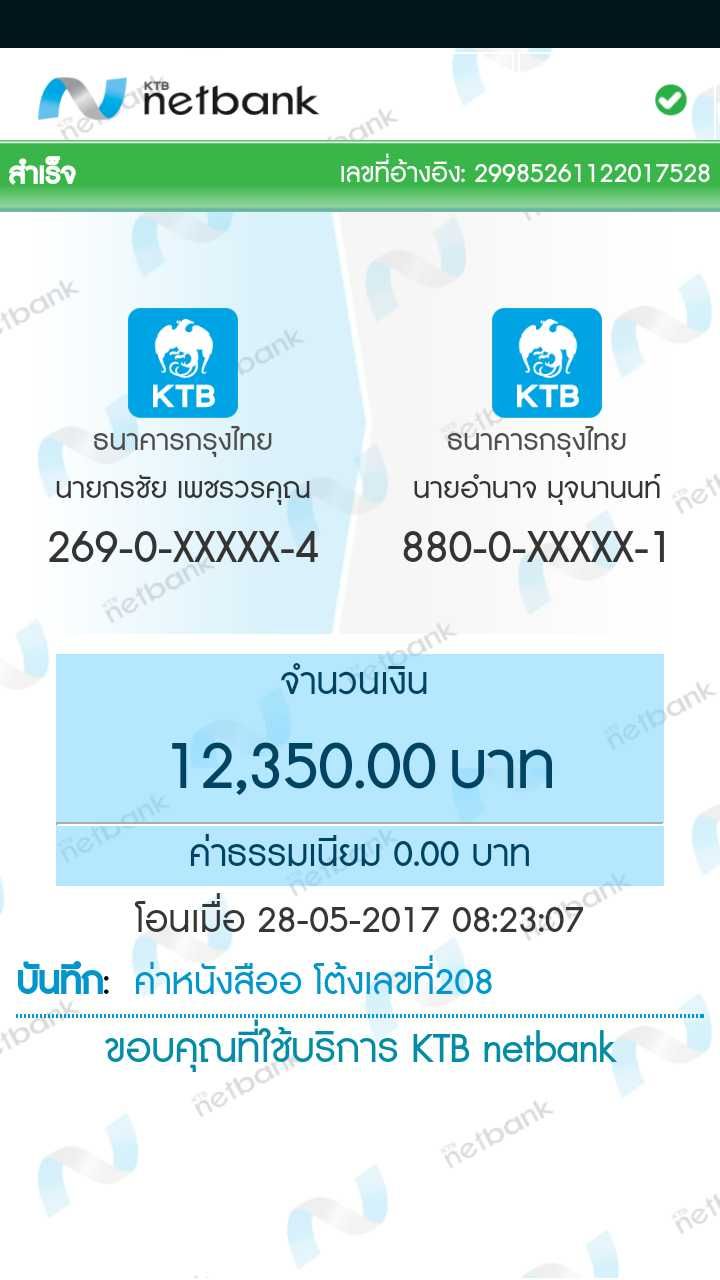 KTB
netbank
สำเร็จ
เลขที่อ้างอิง: 29985261122017528
KTB
KTB
ธนาคารกรุงไทย
ธนาคารกรุงไทย
นายกรชัย เพชรวรคุณ
นายอำนาจ มุจนานนท์
269-0-XXXXX-4
880-0-XXXXX-1
จำนวนเงิน
12,350.00 บาท
ค่าธรรมเนียม 0.00 บาท
โอนเมื่อ 28-05-2017 08:23:07
บันทึก: ค่าหนังสืออ โต้งเลขที่208
ขอบคุณที่ใช้บริการ KTB netbank